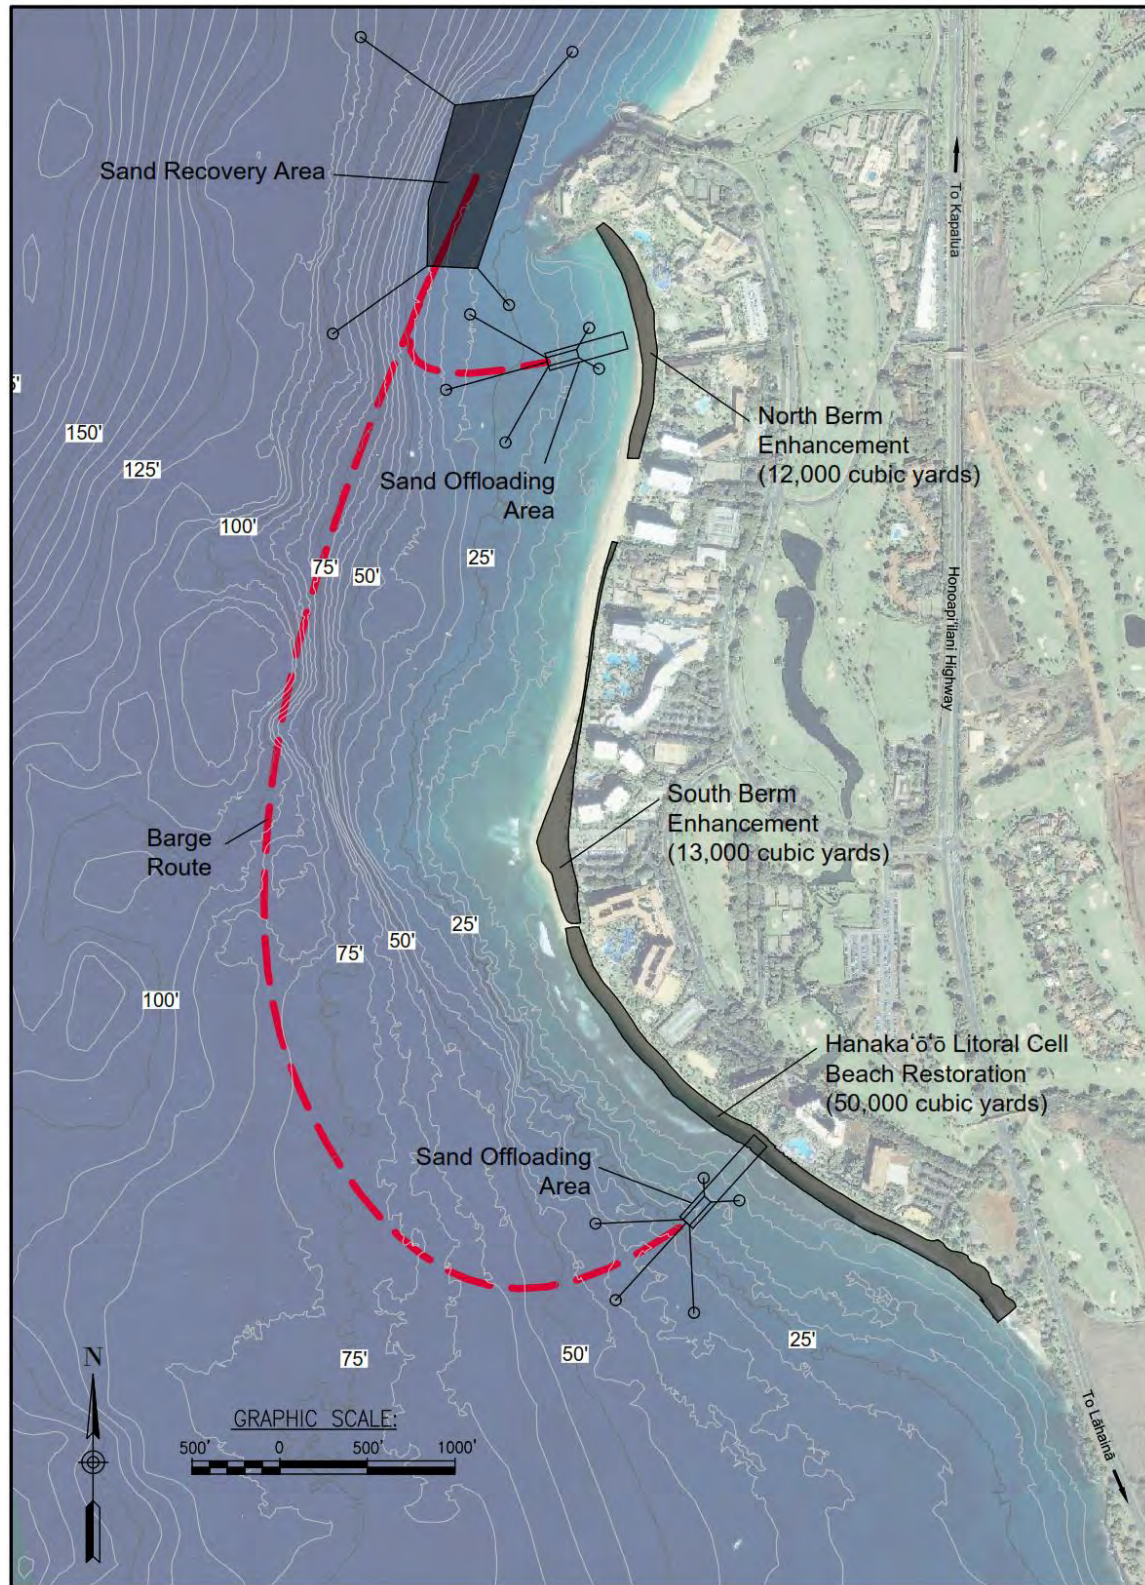 Sand Recovery Area
To Kapalua
North Berm
Enhancement
(12,000 cubic yards)
150'
125'
Sand Offloading
Area
100'
25'
75'
50'
Honoapiʻilani Highway
South Berm
Enhancement
(13,000 cubic yards)
Barge
Route
25'
50'
75'
100'
Hanakaʻōʻō Litoral Cell
Beach Restoration
(50,000 cubic yards)
Sand Offloading
Area
25'
50'
75'
N
GRAPHIC SCALE:
500' 0 500' 1000'
To Lāhainā